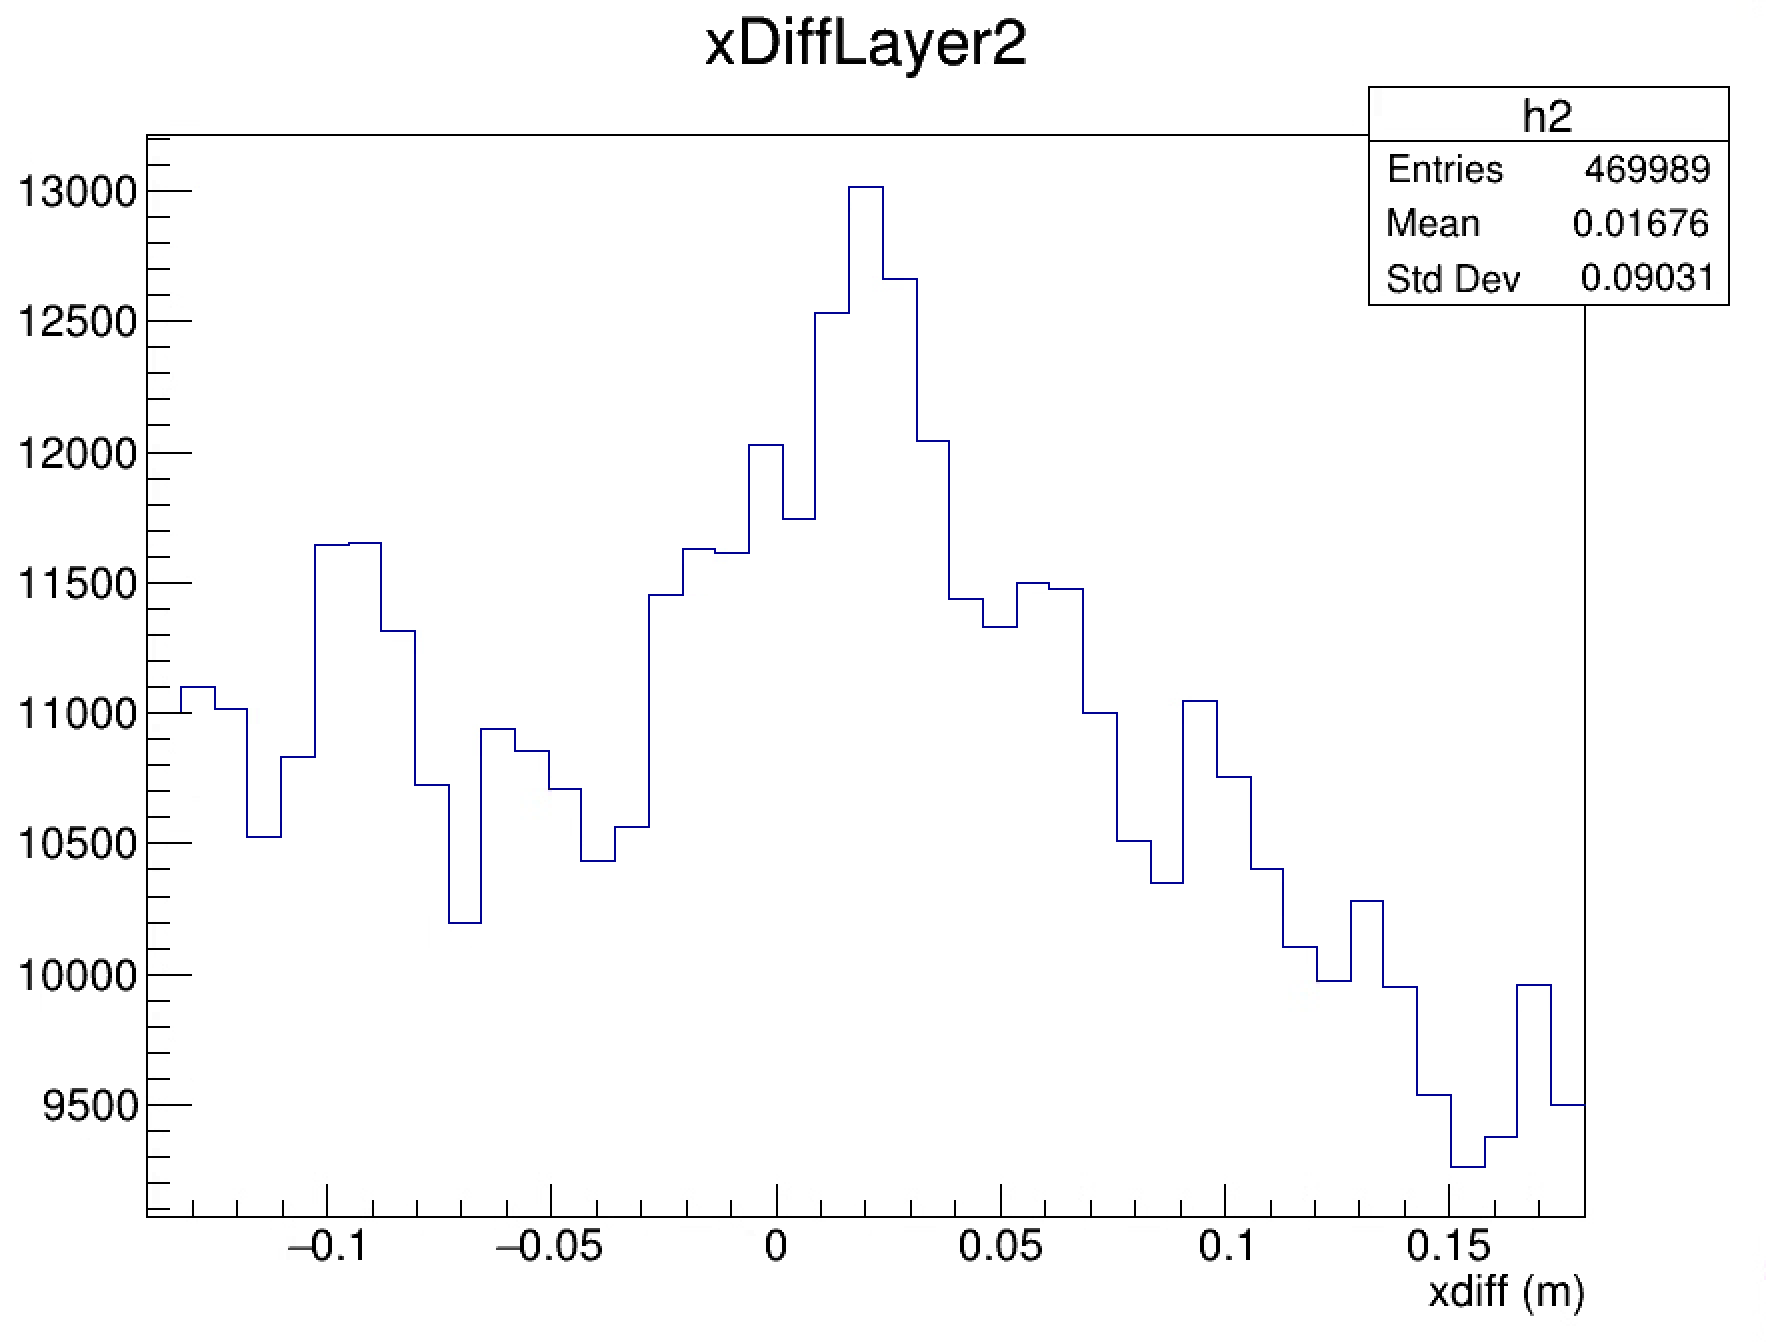 xDiffLayer2
h2
Entries 469989
Mean 0.01676
Std Dev 0.09031
13000
12500
12000
11500
11000
10500
10000
9500
−0.1 −0.05 0 0.05 0.1 0.15
xdiff (m)